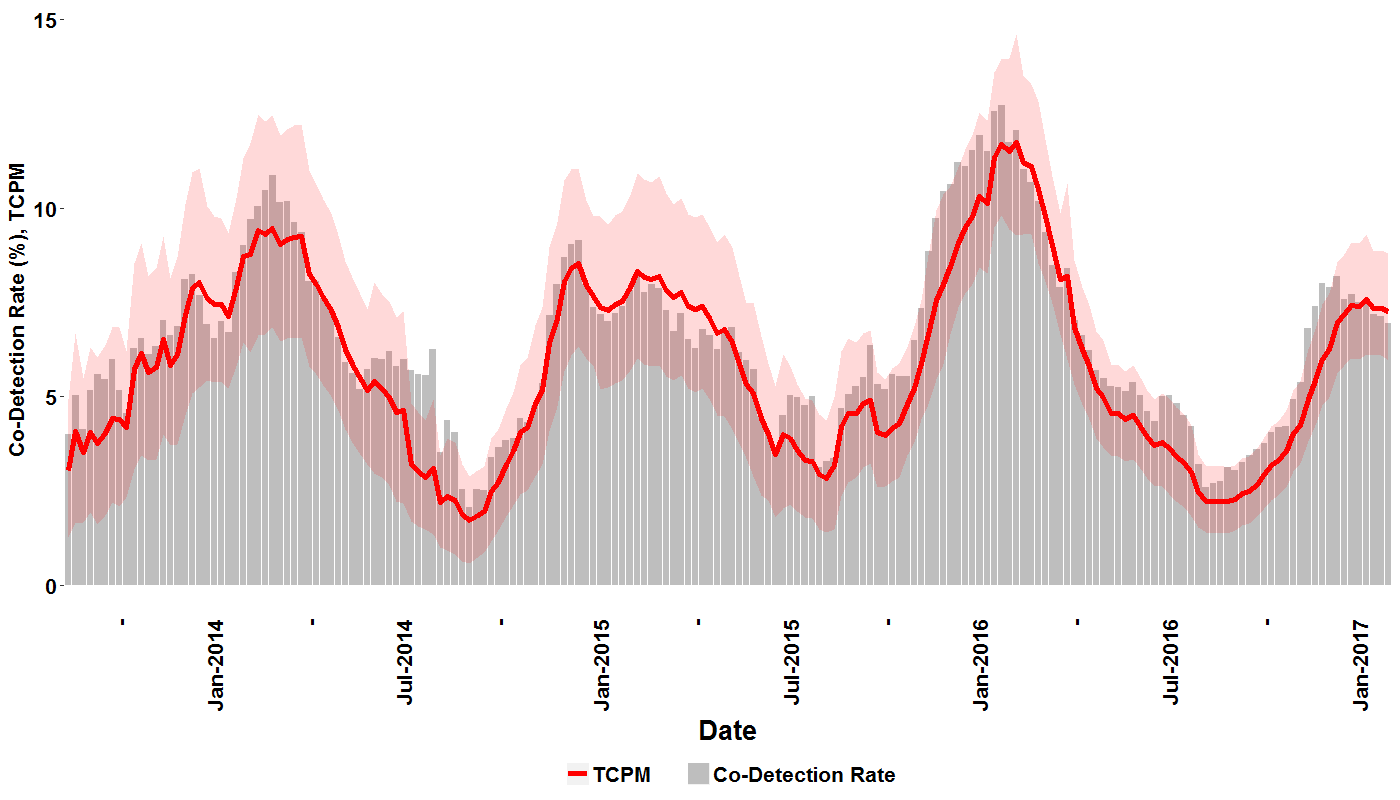 Co-Detection Rate (%), TCPM
15
10
5
0
-
Jan-2014
-
Jul-2014
-
Jan-2015
-
Jul-2015
-
Jan-2016
-
Jul-2016
-
Jan-2017
Date
TCPM
Co-Detection Rate